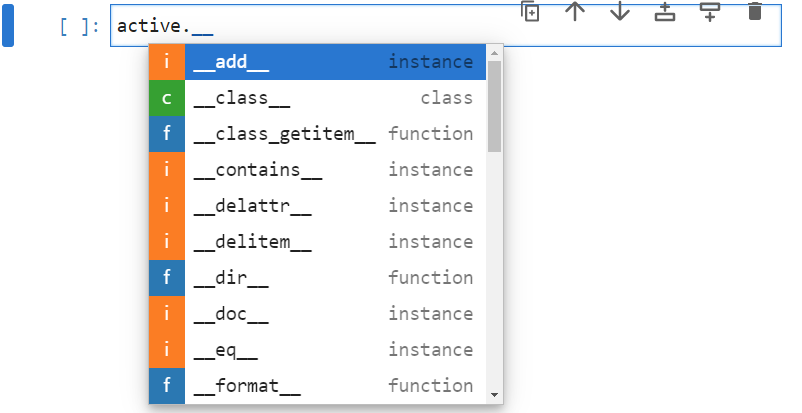 [ ]: active.__
i __add__ instance
c __class__ class
f __class_getitem__ function
i __contains__ instance
i __delattr__ instance
i __delitem__ instance
f __dir__ function
i __doc__ instance
i __eq__ instance
f __format__ function